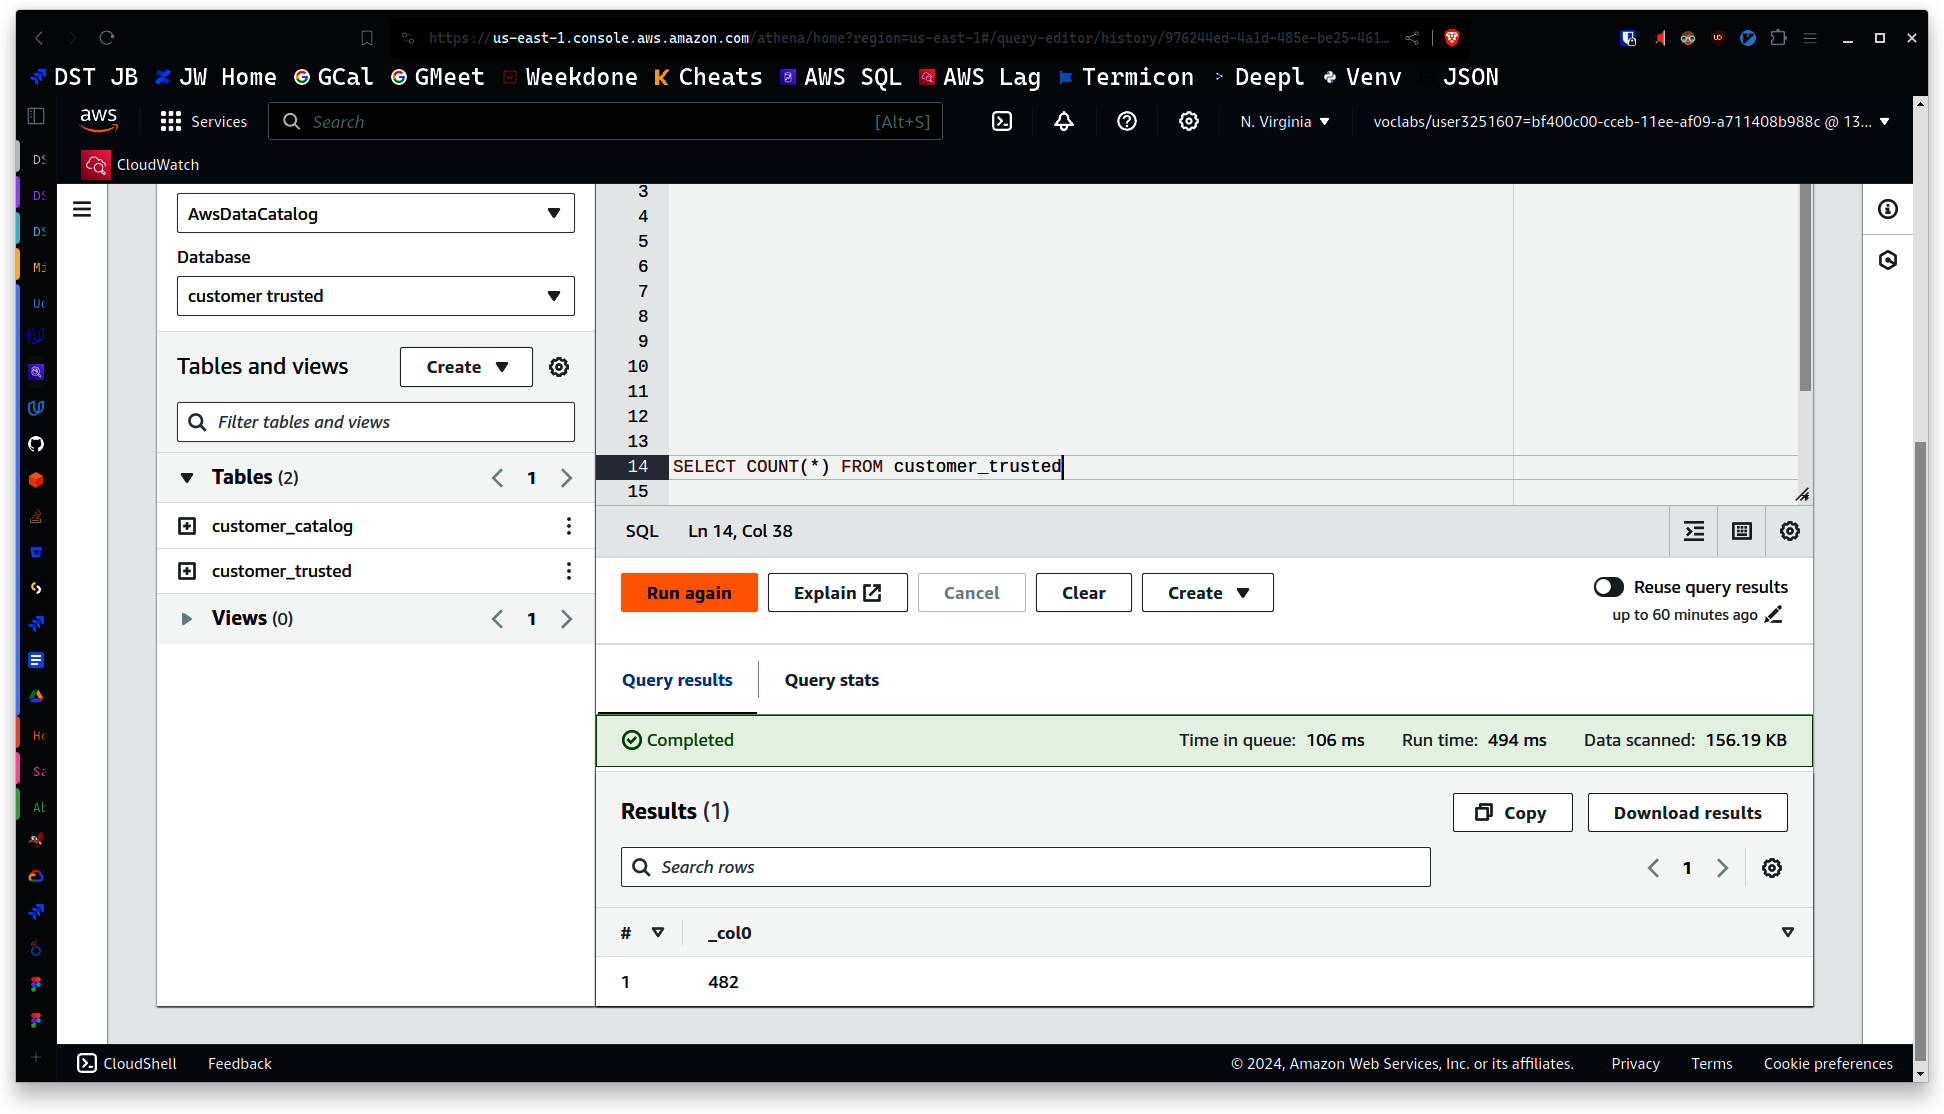 https://us-east-1.console.aws.amazon.com/athena/home?region=us-east-1#/query-editor/history/976244ed-4a1d-485e-be25-461…
DST JB JW Home GCal GMeet Weekdone Cheats AWS SQL AWS Lag Termicon Deepl Venv JSON
aws Services Search [Alt+S] N. Virginia voclabs/user3251607=bf400c00-cceb-11ee-af09-a711408b988c @ 13...
CloudWatch
DS
DS
DS
Mi
Ud
Ho
Sa
Ab
AwsDataCatalog
Database
customer trusted
Tables and views Create
Filter tables and views
Tables (2) 1
customer_catalog
customer_trusted
Views (0) 1
3
4
5
6
7
8
9
10
11
12
13
14 SELECT COUNT(*) FROM customer_trusted
15
SQL Ln 14, Col 38
Run again Explain Cancel Clear Create Reuse query results
up to 60 minutes ago
Query results Query stats
Completed Time in queue: 106 ms Run time: 494 ms Data scanned: 156.19 KB
Results (1) Copy Download results
Search rows 1
# _col0
1 482
CloudShell Feedback © 2024, Amazon Web Services, Inc. or its affiliates. Privacy Terms Cookie preferences